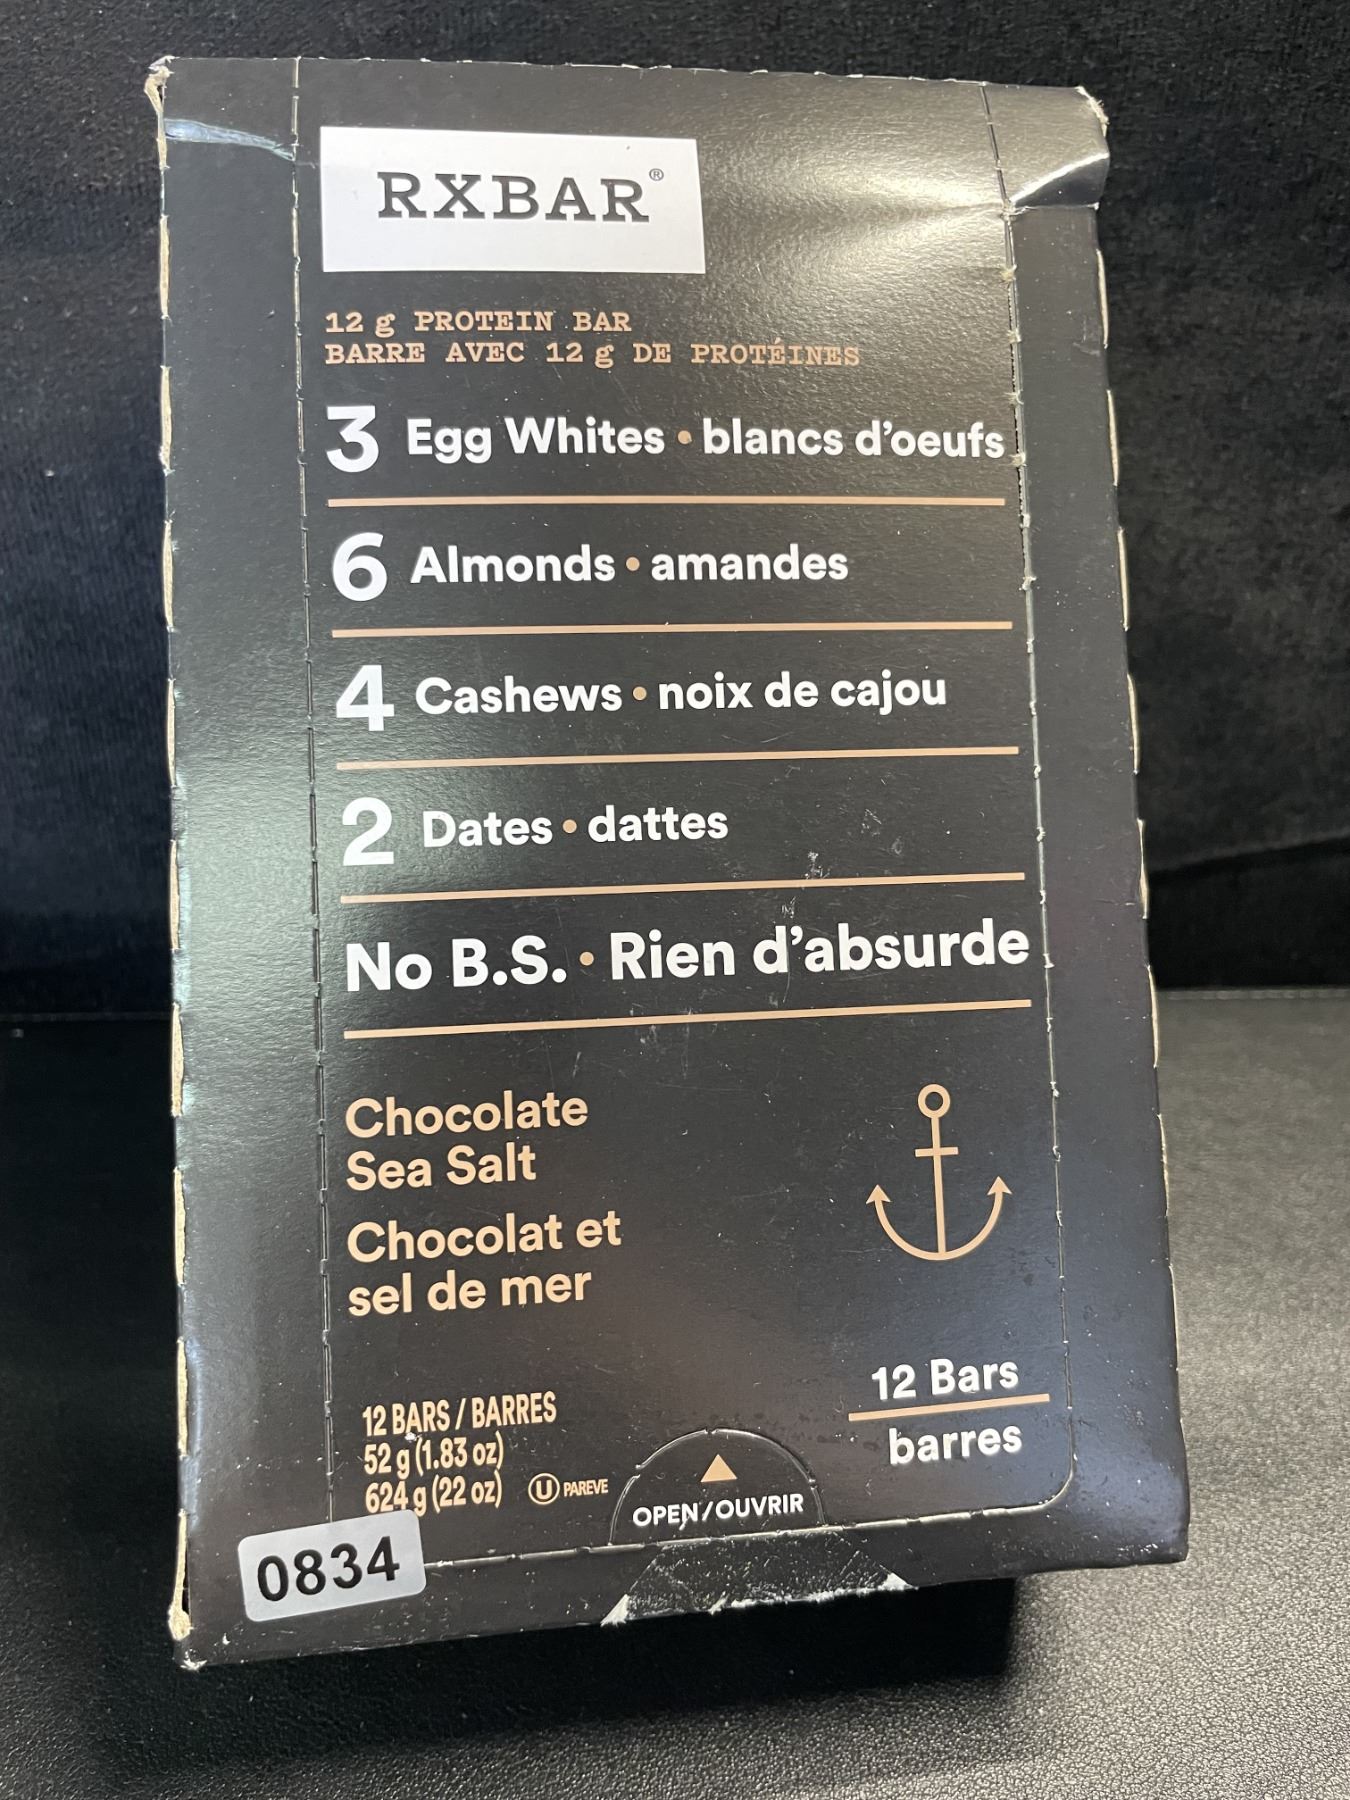 RXBAR®
12 g PROTEIN BAR
BARRE AVEC 12 g DE PROTÉINES
3 Egg Whites • blancs d'oeufs
6 Almonds • amandes
4 Cashews • noix de cajou
2 Dates • dattes
No B.S. • Rien d'absurde
Chocolate
Sea Salt
Chocolat et
sel de mer
12 Bars
barres
12 BARS / BARRES
52 g (1.83 oz)
624 g (22 oz)
U PAREVE
OPEN/OUVRIR
0834